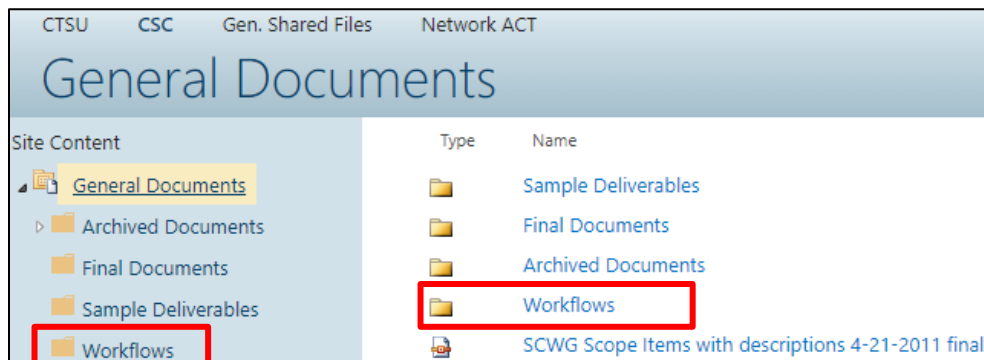 CTSU CSC Gen. Shared Files Network ACT
General Documents
Site Content
General Documents
Archived Documents
Final Documents
Sample Deliverables
Workflows
Type Name
Sample Deliverables
Final Documents
Archived Documents
Workflows
SCWG Scope Items with descriptions 4-21-2011 final